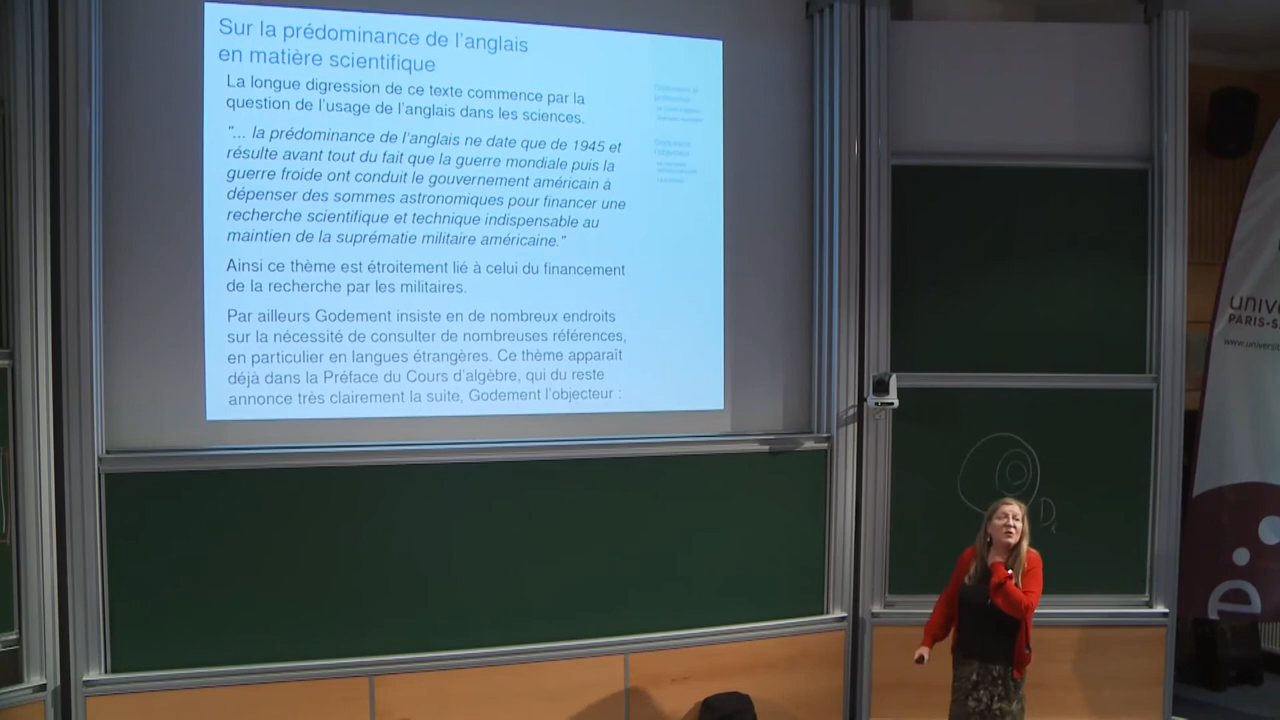 Sur la prédominance de l'anglais
en matière scientifique
La longue digression de ce texte commence par la
question de l'usage de l'anglais dans les sciences.
"... la prédominance de l'anglais ne date que de 1945 et
résulte avant tout du fait que la guerre mondiale puis la
guerre froide ont conduit le gouvernement américain à
dépenser des sommes astronomiques pour financer une
recherche scientifique et technique indispensable au
maintien de la suprématie militaire américaine."
Ainsi ce thème est étroitement lié à celui du financement
de la recherche par les militaires.
Par ailleurs Godement insiste en de nombreux endroits
sur la nécessité de consulter de nombreuses références,
en particulier en langues étrangères. Ce thème apparaît
déjà dans la Préface du Cours d'algèbre, qui du reste
annonce très clairement la suite, Godement l'objecteur :
D
UNIV
PARIS-S
www.universi
e